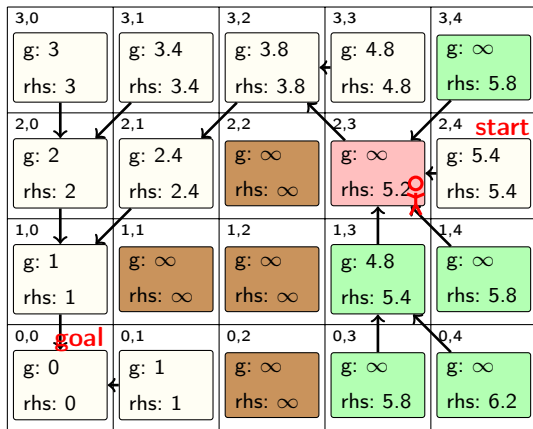 3,0 3,1 3,2 3,3 3,4
g: 3 g: 3.4 g: 3.8 g: 4.8 g: ∞
rhs: 3 rhs: 3.4 rhs: 3.8 rhs: 4.8 rhs: 5.8
2,0 2,1 2,2 2,3 2,4 start
g: 2 g: 2.4 g: ∞ g: ∞ g: 5.4
rhs: 2 rhs: 2.4 rhs: ∞ rhs: 5.2 rhs: 5.4
1,0 1,1 1,2 1,3 1,4
g: 1 g: ∞ g: ∞ g: 4.8 g: ∞
rhs: 1 rhs: ∞ rhs: ∞ rhs: 5.4 rhs: 5.8
0,0 goal 0,1 0,2 0,3 0,4
g: 0 g: 1 g: ∞ g: ∞ g: ∞
rhs: 0 rhs: 1 rhs: ∞ rhs: 5.8 rhs: 6.2